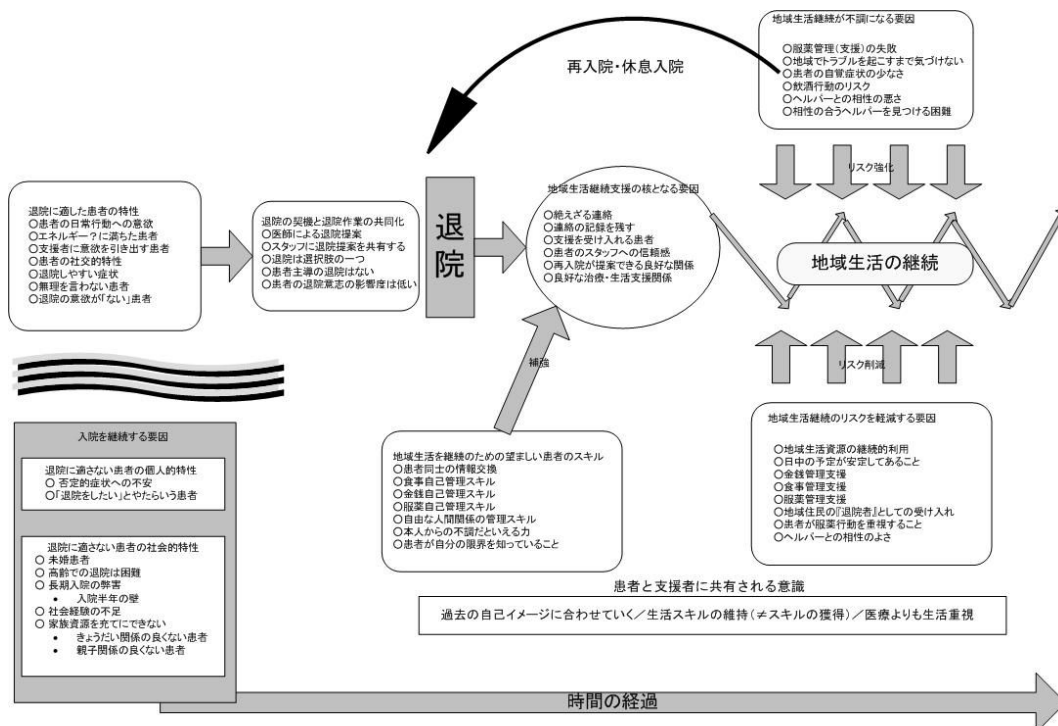 地域生活継続が不調になる要因
○服薬管理(支援)の失敗
○地域でトラブルを起こすまで気づけない
○患者の自覚症状の少なさ
○飲酒行動のリスク
○ヘルパーとの相性の悪さ
○相性の合うヘルパーを見つける困難
再入院・休息入院
リスク強化
退院に適した患者の特性
○患者の日常行動への意欲
○エネルギー?に満ちた患者
○支援者に意欲を引き出す患者
○患者の社交的特性
○退院しやすい症状
○無理を言わない患者
○退院の意欲が「ない」患者
退院の契機と退院作業の共同化
○医師による退院提案
○スタッフに退院提案を共有する
○退院は選択肢の一つ
○患者主導の退院はない
○患者の退院意志の影響度は低い
退院
地域生活継続支援の核となる要因
○絶えざる連絡
○連絡の記録を残す
○支援を受け入れる患者
○患者のスタッフへの信頼感
○再入院が提案できる良好な関係
○良好な治療・生活支援関係
地域生活の継続
補強
リスク削減
入院を継続する要因
退院に適さない患者の個人的特性
○ 否定的症状への不安
○「退院をしたい」とやたらいう患者
退院に適さない患者の社会的特性
○ 未婚患者
○ 高齢での退院は困難
○ 長期入院の弊害
• 入院半年の壁
○ 社会経験の不足
○ 家族資源を充てにできない
• きょうだい関係の良くない患者
• 親子関係の良くない患者
地域生活を継続のための望ましい患者のスキル
○患者同士の情報交換
○食事自己管理スキル
○金銭自己管理スキル
○服薬自己管理スキル
○自由な人間関係の管理スキル
○本人からの不調だといえる力
○患者が自分の限界を知っていること
地域生活継続のリスクを軽減する要因
○地域生活資源の継続的利用
○日中の予定が安定してあること
○金銭管理支援
○食事管理支援
○服薬管理支援
○地域住民の『退院者』としての受け入れ
○患者が服薬行動を重視すること
○ヘルパーとの相性のよさ
患者と支援者に共有される意識
過去の自己イメージに合わせていく/生活スキルの維持(≠スキルの獲得)/医療よりも生活重視
時間の経過